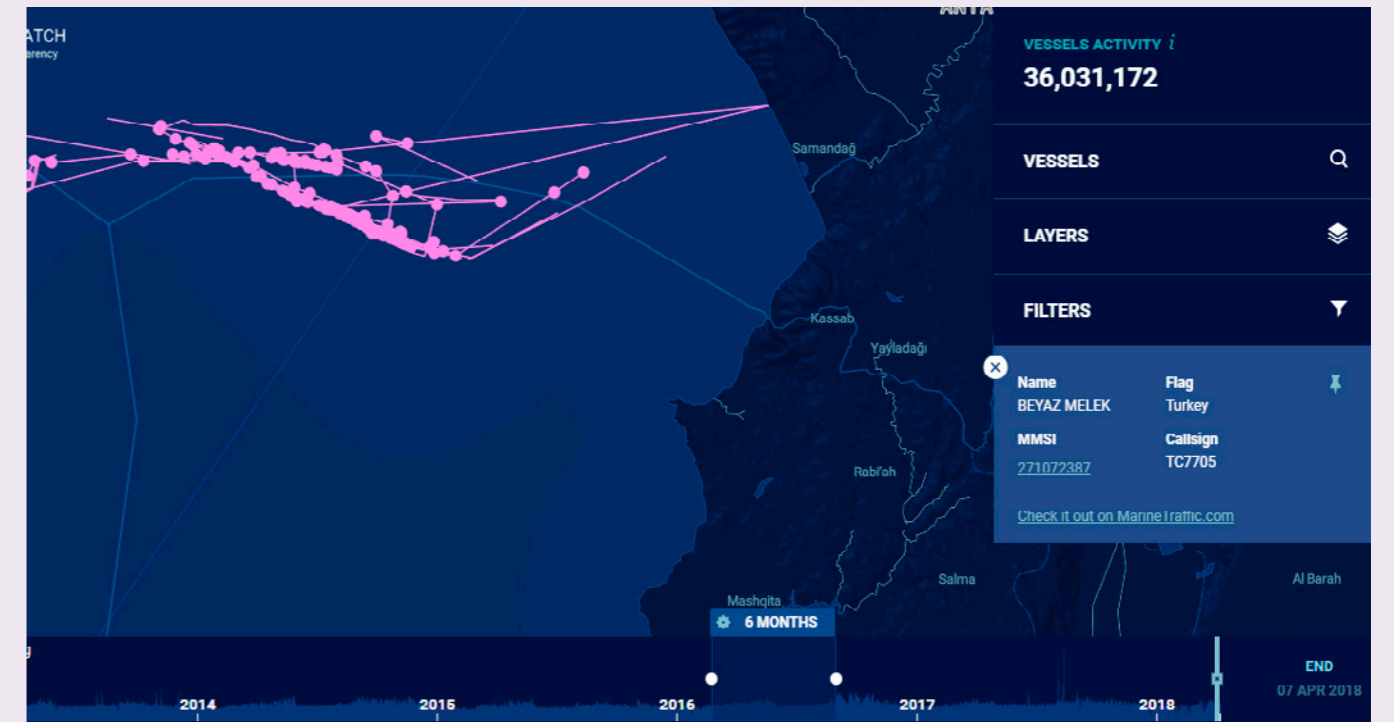 ATCH
arency
Samandağ
Kassab
Yayladağı
Rabi'ah
Salma
Mashqita
Al Barah
VESSELS ACTIVITY i
36,031,172
VESSELS
LAYERS
FILTERS
Name Flag
BEYAZ MELEK Turkey
MMSI Callsign
271072387 TC7705
Check it out on MarineTraffic.com
6 MONTHS
2014 2015 2016 2017 2018
END
07 APR 2018